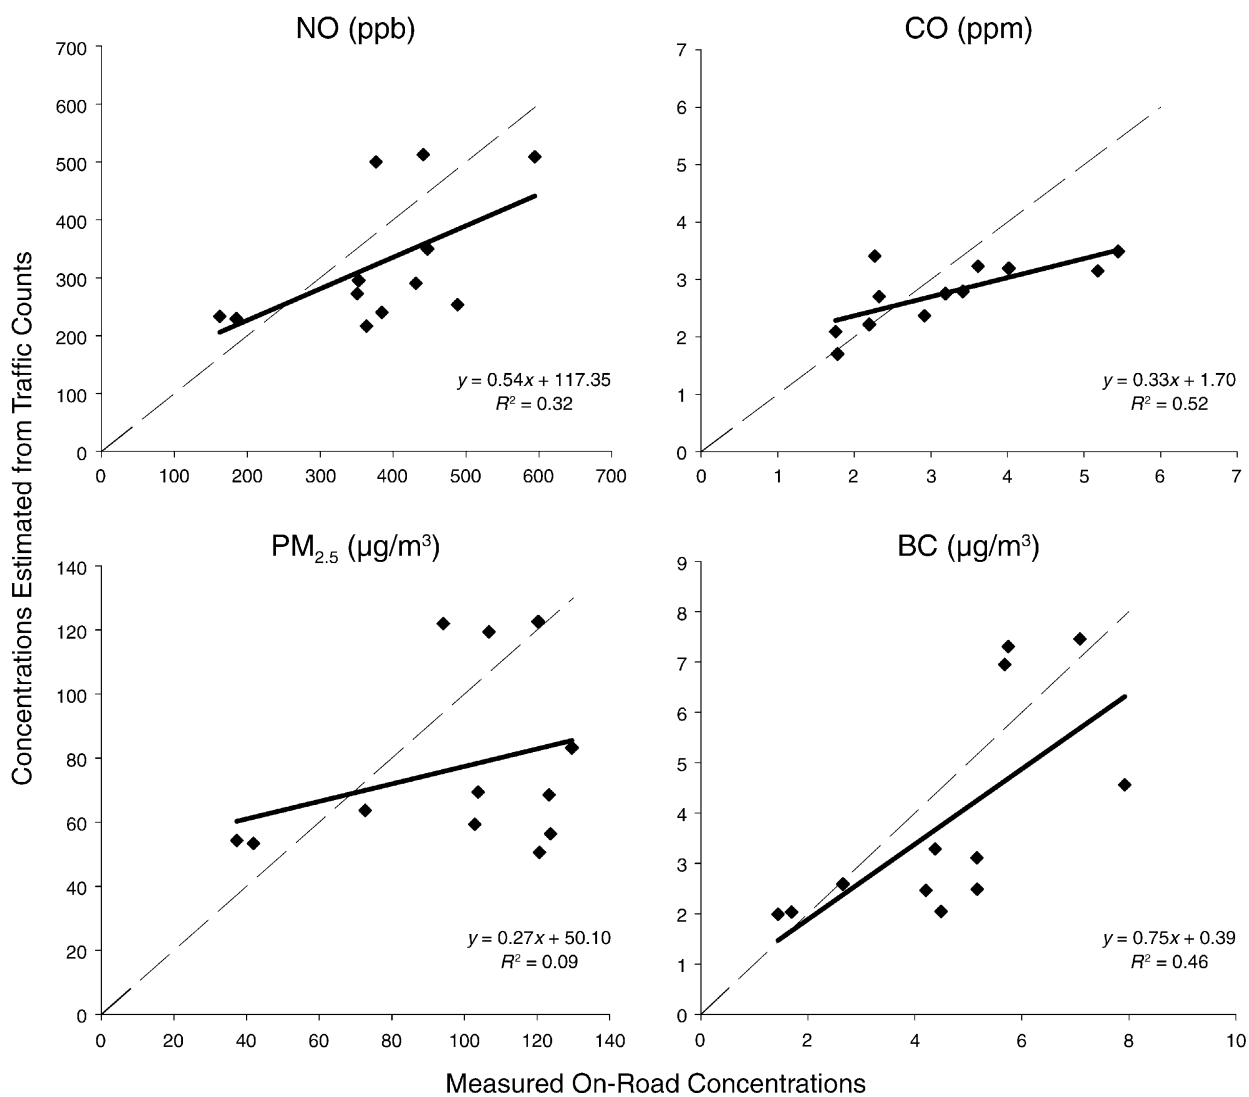 NO (ppb)
700
600
500
400
300
200
100
0
0 100 200 300 400 500 600 700
y = 0.54x + 117.35
R² = 0.32
CO (ppm)
7
6
5
4
3
2
1
0
0 1 2 3 4 5 6 7
y = 0.33x + 1.70
R² = 0.52
Concentrations Estimated from Traffic Counts
PM₂.₅ (µg/m³)
140
120
100
80
60
40
20
0
0 20 40 60 80 100 120 140
y = 0.27x + 50.10
R² = 0.09
BC (µg/m³)
9
8
7
6
5
4
3
2
1
0
0 2 4 6 8 10
y = 0.75x + 0.39
R² = 0.46
Measured On-Road Concentrations